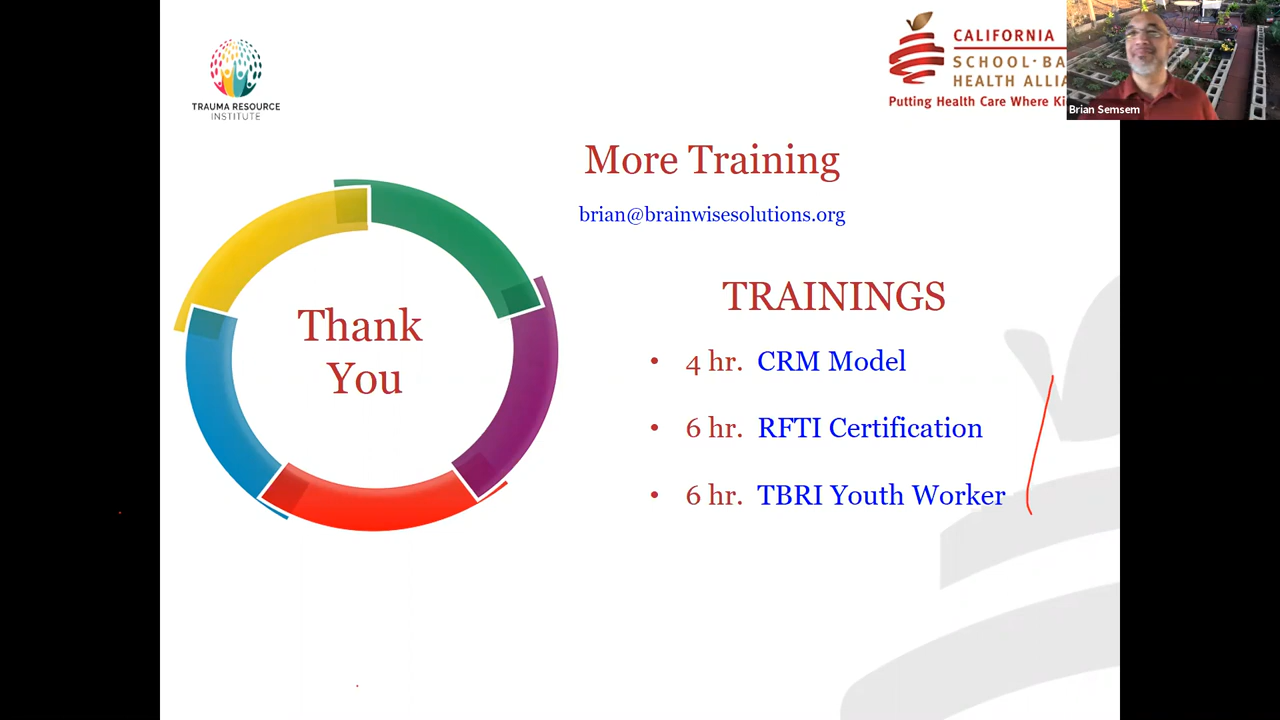 TRAUMA RESOURCE
INSTITUTE
CALIFORNIA
SCHOOL·BA
HEALTH ALLIA
Putting Health Care Where Ki
Brian Semsem
More Training
brian@brainwisesolutions.org
Thank
You
TRAININGS
• 4 hr. CRM Model
• 6 hr. RFTI Certification
• 6 hr. TBRI Youth Worker